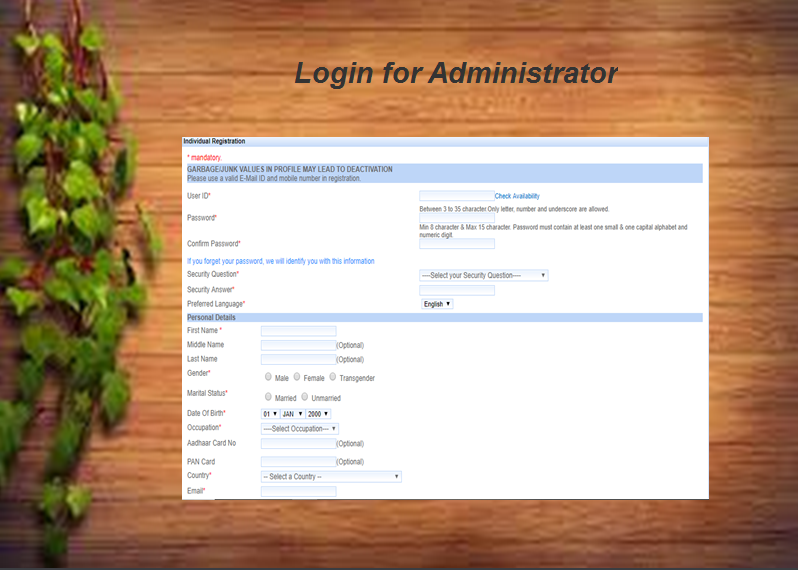 Login for Administrator
Individual Registration
* mandatory.
GARBAGE/JUNK VALUES IN PROFILE MAY LEAD TO DEACTIVATION
Please use a valid E-Mail ID and mobile number in registration.
User ID* Check Availability
Between 3 to 35 character.Only letter, number and underscore are allowed.
Password*
Min 8 character & Max 15 character. Password must contain at least one small & one capital alphabet and
numeric digit.
Confirm Password*
If you forget your password, we will identify you with this information
Security Question* ----Select your Security Question----
Security Answer*
Preferred Language* English
Personal Details
First Name *
Middle Name (Optional)
Last Name (Optional)
Gender* Male Female Transgender
Marital Status* Married Unmarried
Date Of Birth* 01 JAN 2000
Occupation* ----Select Occupation---
Aadhaar Card No (Optional)
PAN Card (Optional)
Country* -- Select a Country --
Email*